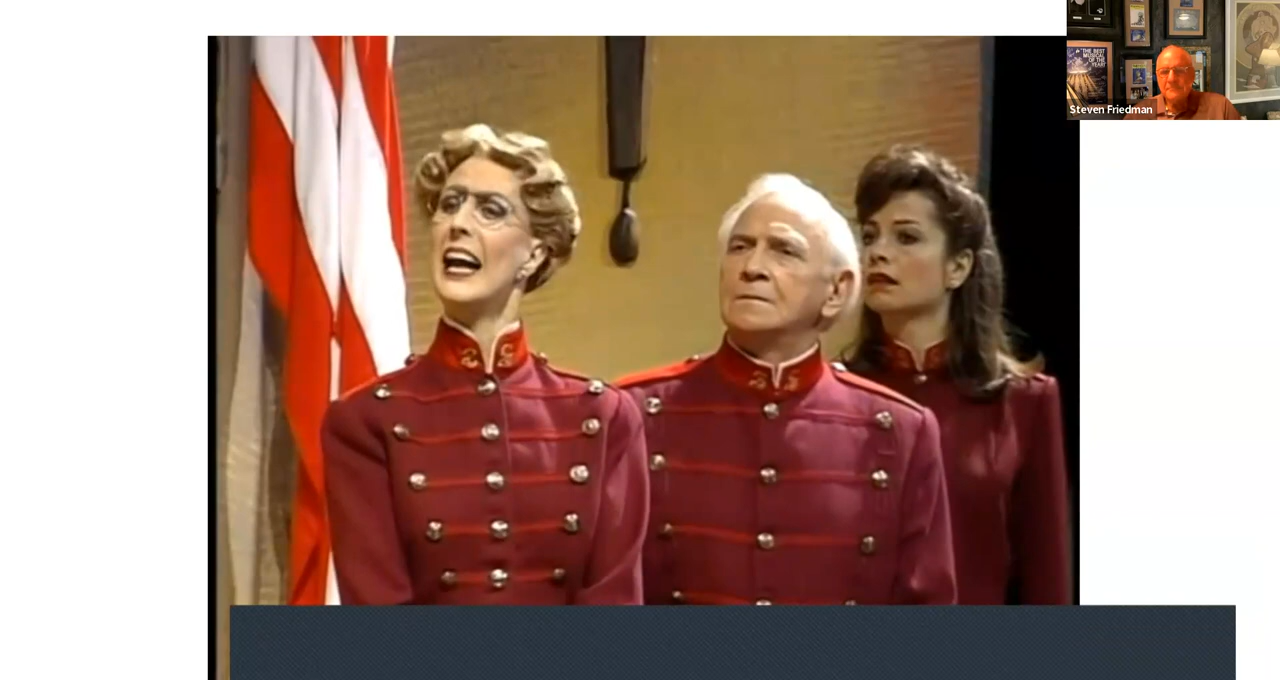 THE BEST
MUSICAL
OF THE
YEAR!
Steven Friedman